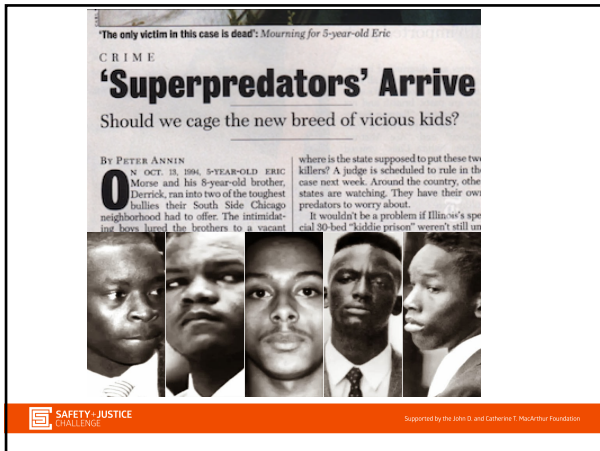 'The only victim in this case is dead': Mourning for 5-year-old Eric
CRIME
'Superpredators' Arrive
Should we cage the new breed of vicious kids?
BY PETER ANNIN
ON OCT. 13, 1994, 5-YEAR-OLD ERIC
Morse and his 8-year-old brother,
Derrick, ran into two of the toughest
bullies their South Side Chicago
neighborhood had to offer. The intimidat-
ing boys lured the brothers to a vacant
where is the state supposed to put these
killers? A judge is scheduled to rule in the
case next week. Around the country, othe
states are watching. They have their own
predators to worry about.
It wouldn't be a problem if Illinois's spe
cial 30-bed "kiddie prison" weren't still un
SAFETY+JUSTICE
CHALLENGE
Supported by the John D. and Catherine T. MacArthur Foundation